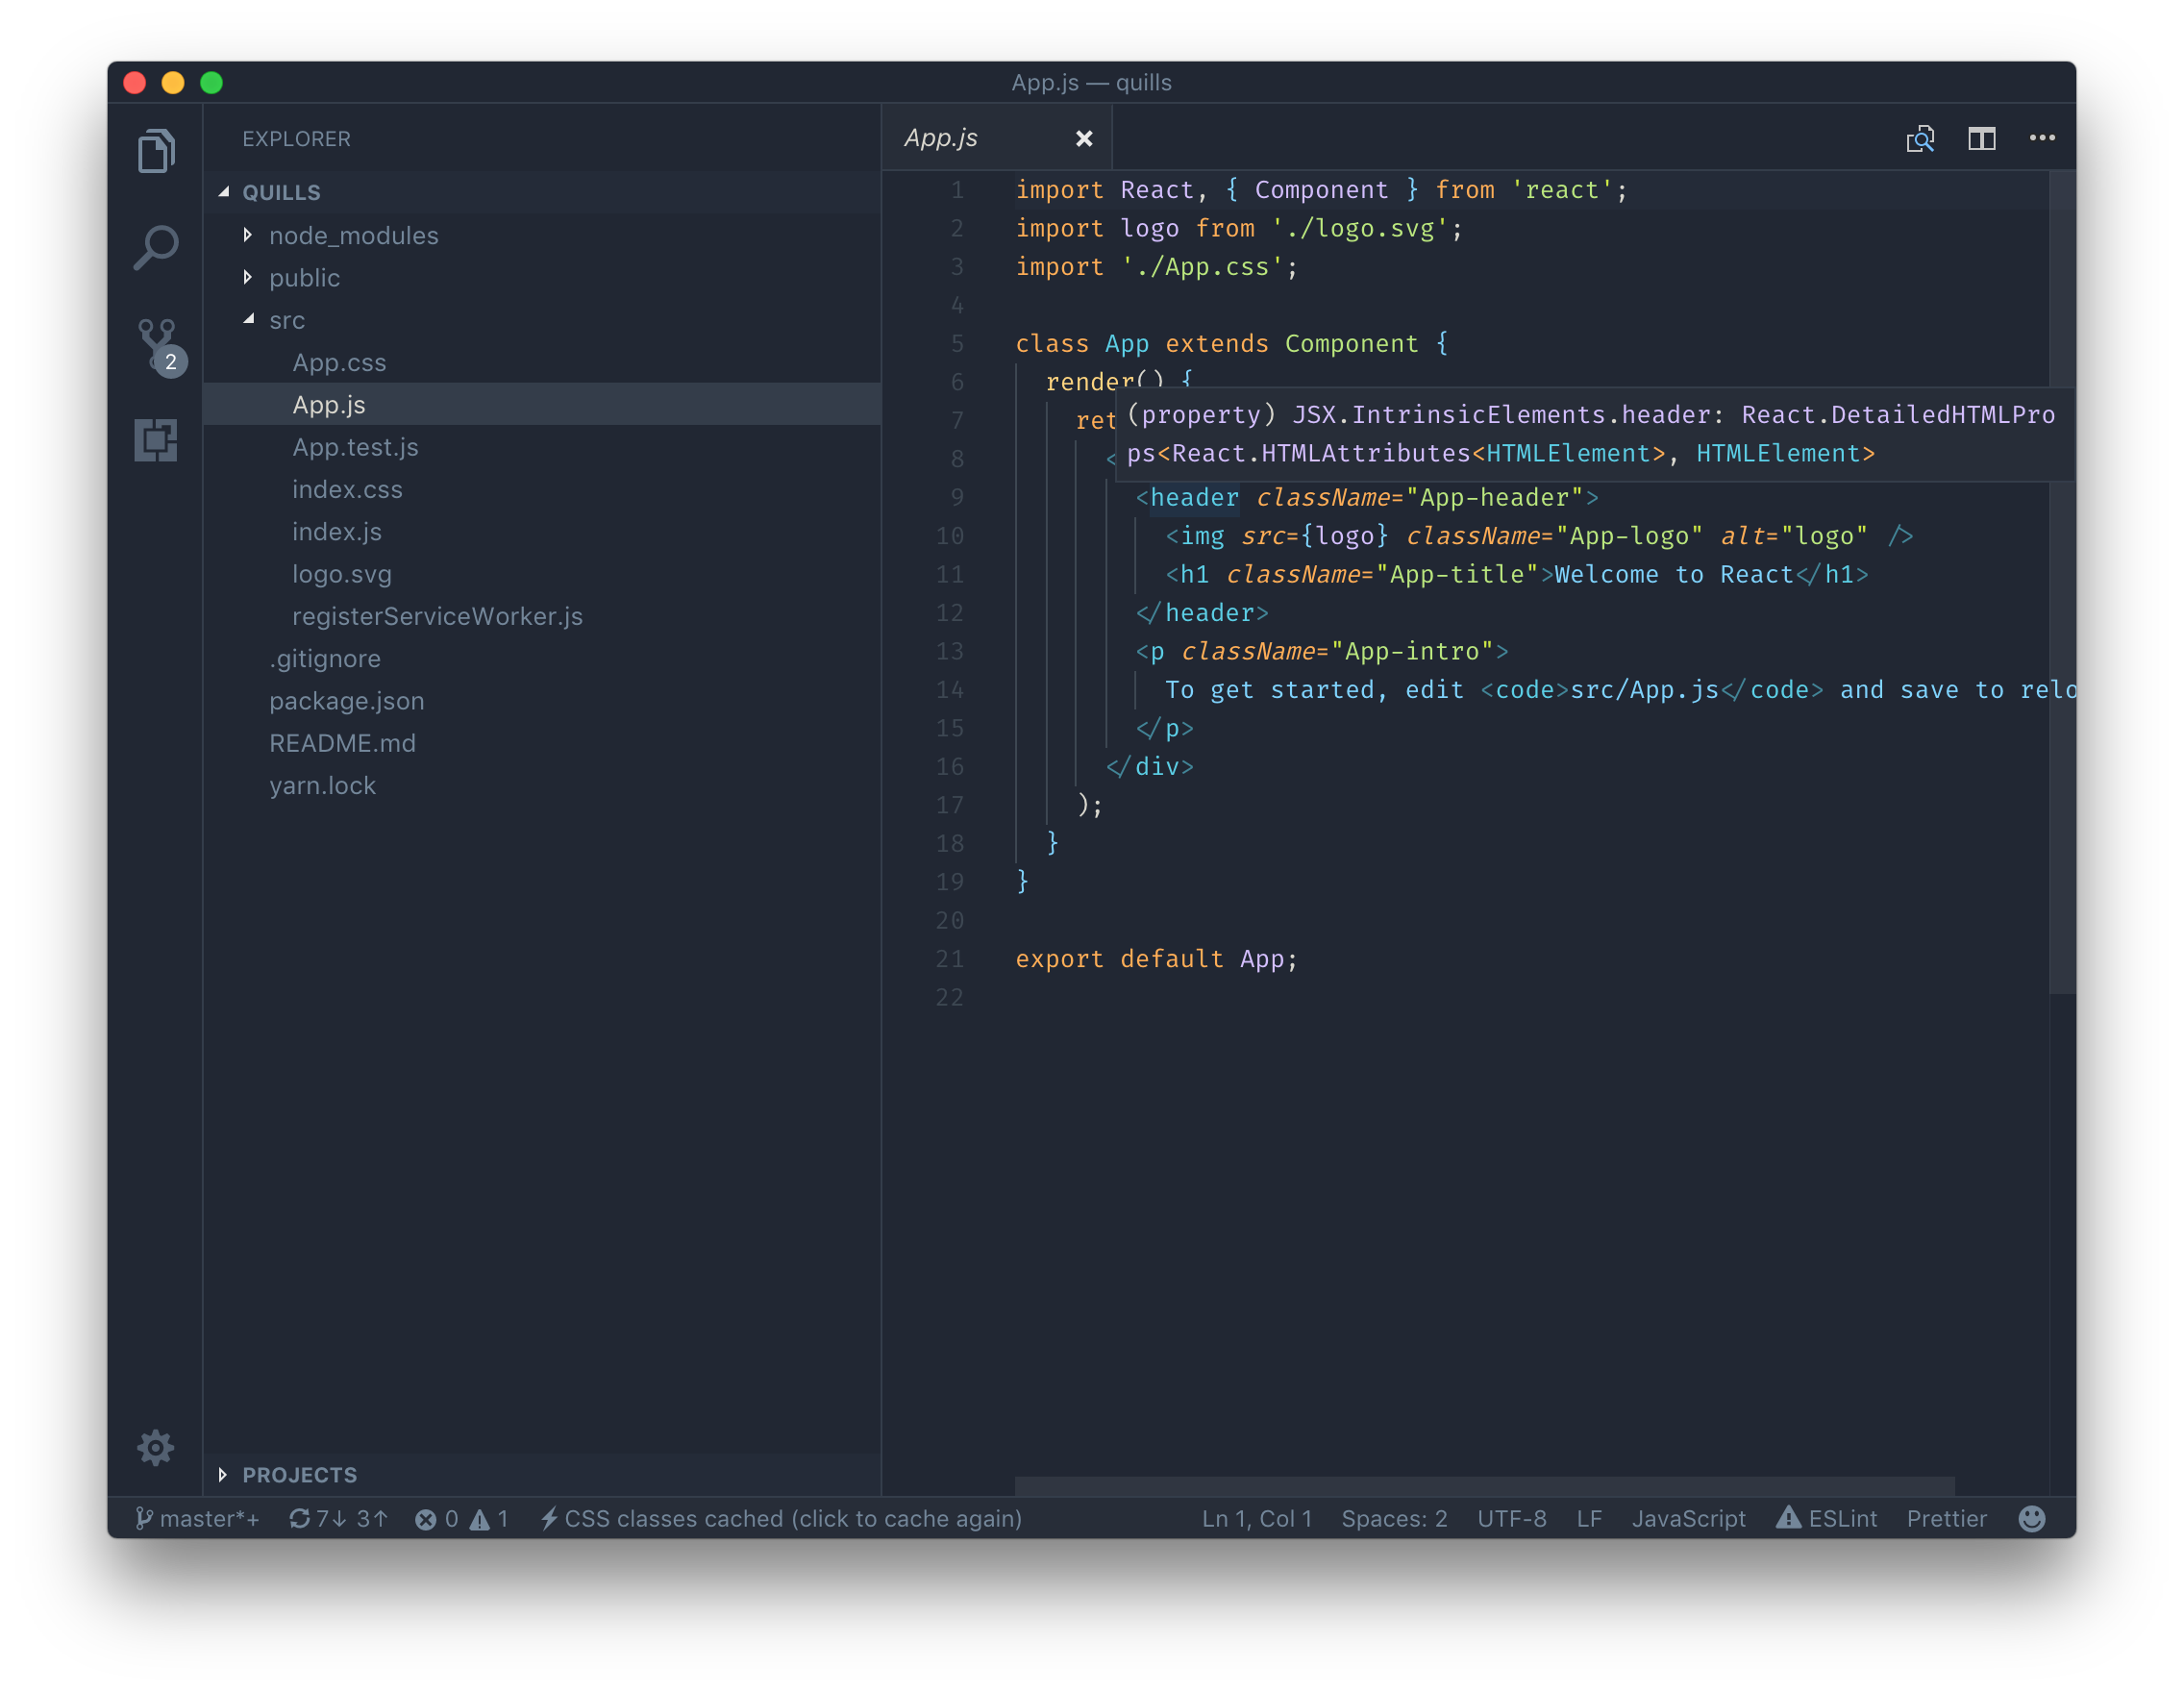 App.js — quills
EXPLORER
QUILLS
node_modules
public
src
App.css
App.js
App.test.js
index.css
index.js
logo.svg
registerServiceWorker.js
.gitignore
package.json
README.md
yarn.lock
PROJECTS
2
App.js
1 import React, { Component } from 'react';
2 import logo from './logo.svg';
3 import './App.css';
4
5 class App extends Component {
6 render() {
(property) JSX.IntrinsicElements.header: React.DetailedHTMLPro
ps<React.HTMLAttributes<HTMLElement>, HTMLElement>
7 ret
8 <
9 <header className="App-header">
10 <img src={logo} className="App-logo" alt="logo" />
11 <h1 className="App-title">Welcome to React</h1>
12 </header>
13 <p className="App-intro">
14 To get started, edit <code>src/App.js</code> and save to relo
15 </p>
16 </div>
17 );
18 }
19 }
20
21 export default App;
22
master*+ 7↓ 3↑ 0 1 CSS classes cached (click to cache again) Ln 1, Col 1 Spaces: 2 UTF-8 LF JavaScript ESLint Prettier